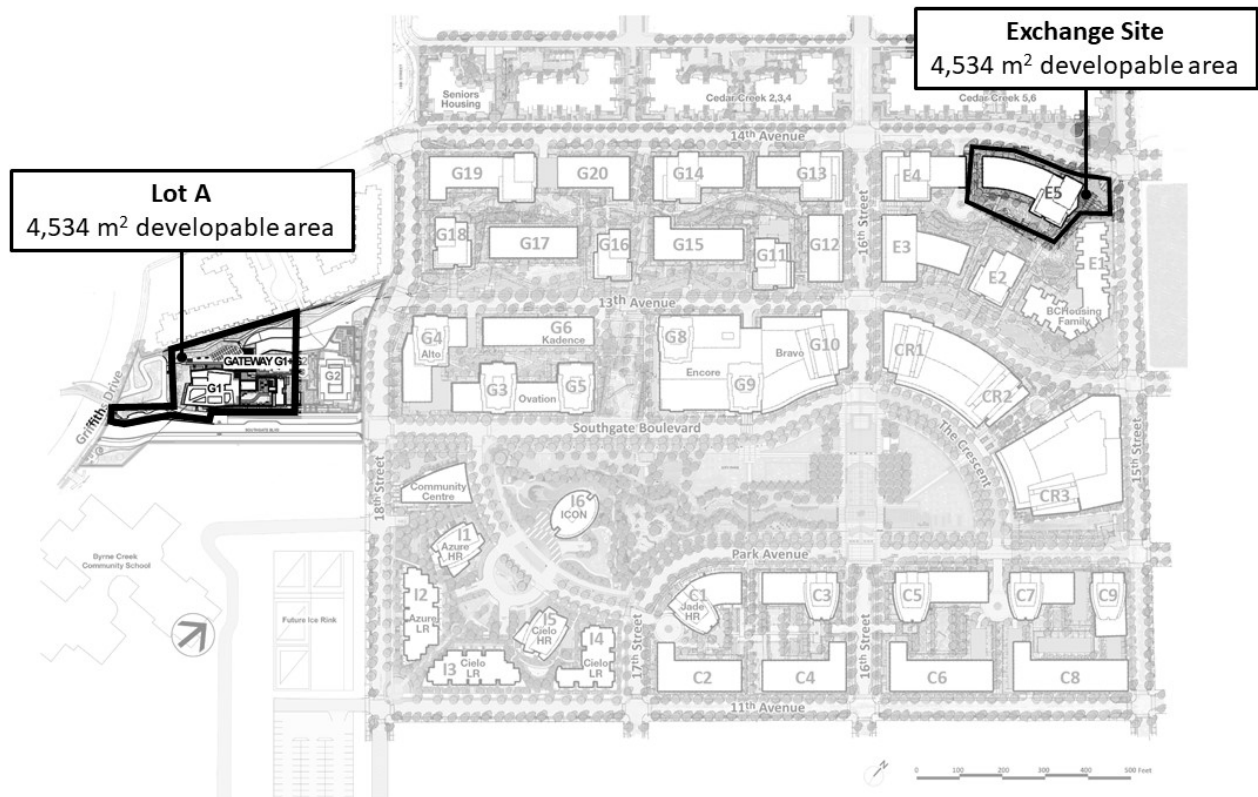 Exchange Site
4,534 m² developable area
Lot A
4,534 m² developable area
Seniors
Housing
Cedar Creek 2,3,4
Cedar Creek 5,6
14th Avenue
G19
G20
G14
G13
E4
E5
G18
G17
G16
G15
G11
G12
16th Street
E3
E2
E1
BCHousing
Family
13th Avenue
GATEWAY G1+G2
G1
G2
Griffiths Drive
SOUTHGATE BLVD
G4
Alto
G6
Kadence
G3
G5
Ovation
G8
Encore
G9
Bravo
G10
CR1
CR2
CR3
The Crescent
15th Street
Southgate Boulevard
18th Street
Community
Centre
I6
ICON
I1
Azure
HR
I2
Azure
LR
I3
Cielo
LR
I5
Cielo
HR
I4
Cielo
LR
Byrne Creek
Community School
Future Ice Rink
Park Avenue
17th Street
16th Street
C1
Jade
HR
C3
C5
C7
C9
C2
C4
C6
C8
11th Avenue
0 100 200 300 400 500 Feet